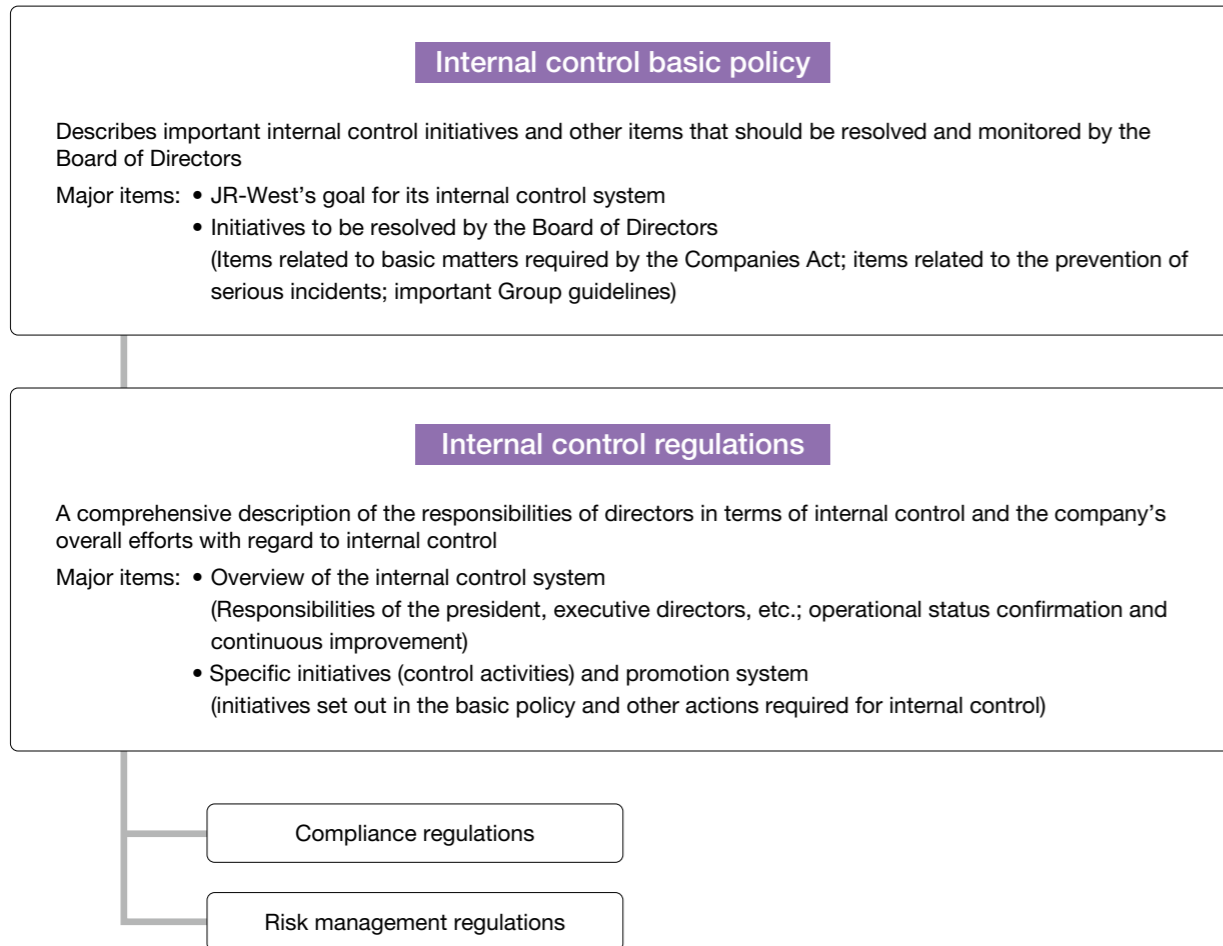 Internal control basic policy
Describes important internal control initiatives and other items that should be resolved and monitored by the
Board of Directors
Major items: • JR-West’s goal for its internal control system
• Initiatives to be resolved by the Board of Directors
(Items related to basic matters required by the Companies Act; items related to the prevention of
serious incidents; important Group guidelines)
Internal control regulations
A comprehensive description of the responsibilities of directors in terms of internal control and the company’s
overall efforts with regard to internal control
Major items: • Overview of the internal control system
(Responsibilities of the president, executive directors, etc.; operational status confirmation and
continuous improvement)
• Specific initiatives (control activities) and promotion system
(initiatives set out in the basic policy and other actions required for internal control)
Compliance regulations
Risk management regulations